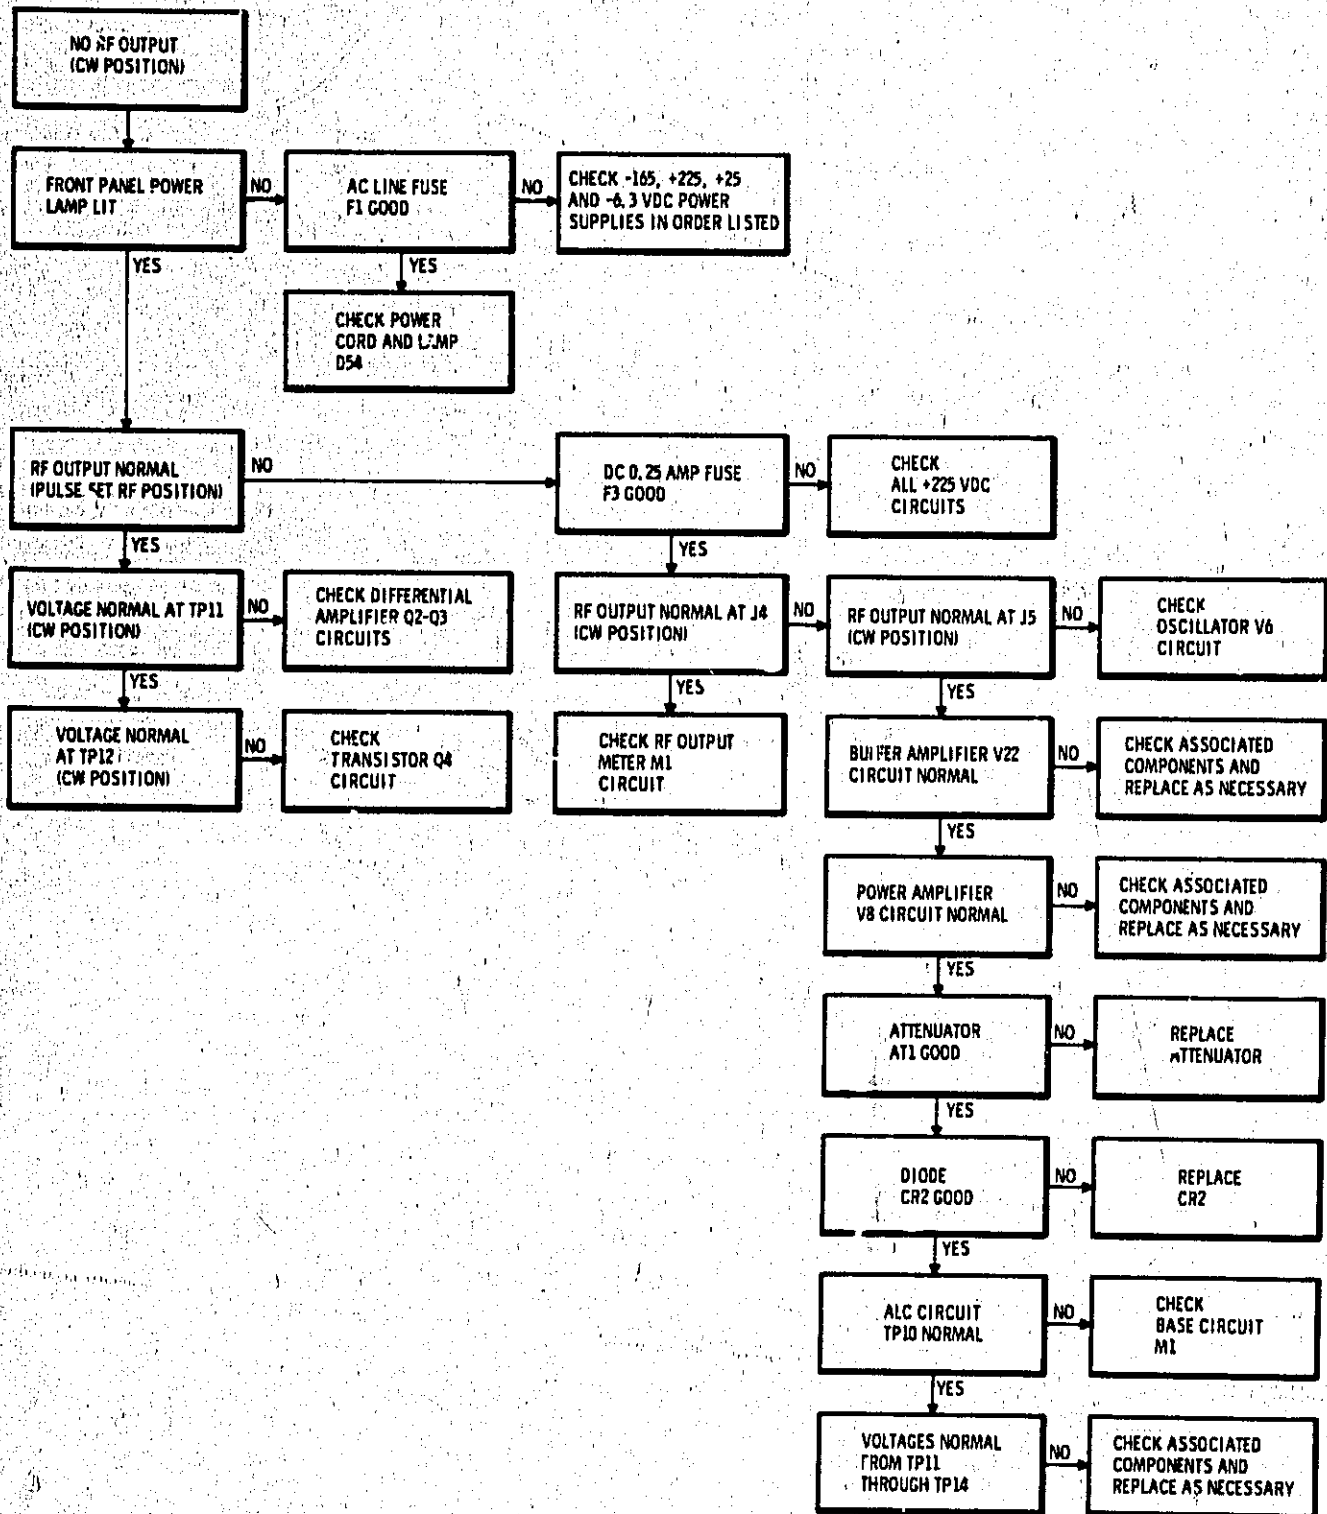 NO RF OUTPUT
(CW POSITION)
FRONT PANEL POWER
LAMP LIT
NO
AC LINE FUSE
F1 GOOD
NO
CHECK -165, +225, +25
AND -6.3 VDC POWER
SUPPLIES IN ORDER LISTED
YES
YES
CHECK POWER
CORD AND LAMP
DS4
RF OUTPUT NORMAL
(PULSE SET RF POSITION)
NO
DC 0.25 AMP FUSE
F3 GOOD
NO
CHECK
ALL +225 VDC
CIRCUITS
YES
YES
VOLTAGE NORMAL AT TP11
(CW POSITION)
NO
CHECK DIFFERENTIAL
AMPLIFIER Q2-Q3
CIRCUITS
RF OUTPUT NORMAL AT J4
(CW POSITION)
NO
RF OUTPUT NORMAL AT J5
(CW POSITION)
NO
CHECK
OSCILLATOR V6
CIRCUIT
YES
YES
YES
VOLTAGE NORMAL
AT TP12
(CW POSITION)
NO
CHECK
TRANSISTOR Q4
CIRCUIT
CHECK RF OUTPUT
METER M1
CIRCUIT
BUFFER AMPLIFIER V22
CIRCUIT NORMAL
NO
CHECK ASSOCIATED
COMPONENTS AND
REPLACE AS NECESSARY
YES
POWER AMPLIFIER
V8 CIRCUIT NORMAL
NO
CHECK ASSOCIATED
COMPONENTS AND
REPLACE AS NECESSARY
YES
ATTENUATOR
AT1 GOOD
NO
REPLACE
ATTENUATOR
YES
DIODE
CR2 GOOD
NO
REPLACE
CR2
YES
ALC CIRCUIT
TP10 NORMAL
NO
CHECK
BASE CIRCUIT
M1
YES
VOLTAGES NORMAL
FROM TP11
THROUGH TP14
NO
CHECK ASSOCIATED
COMPONENTS AND
REPLACE AS NECESSARY